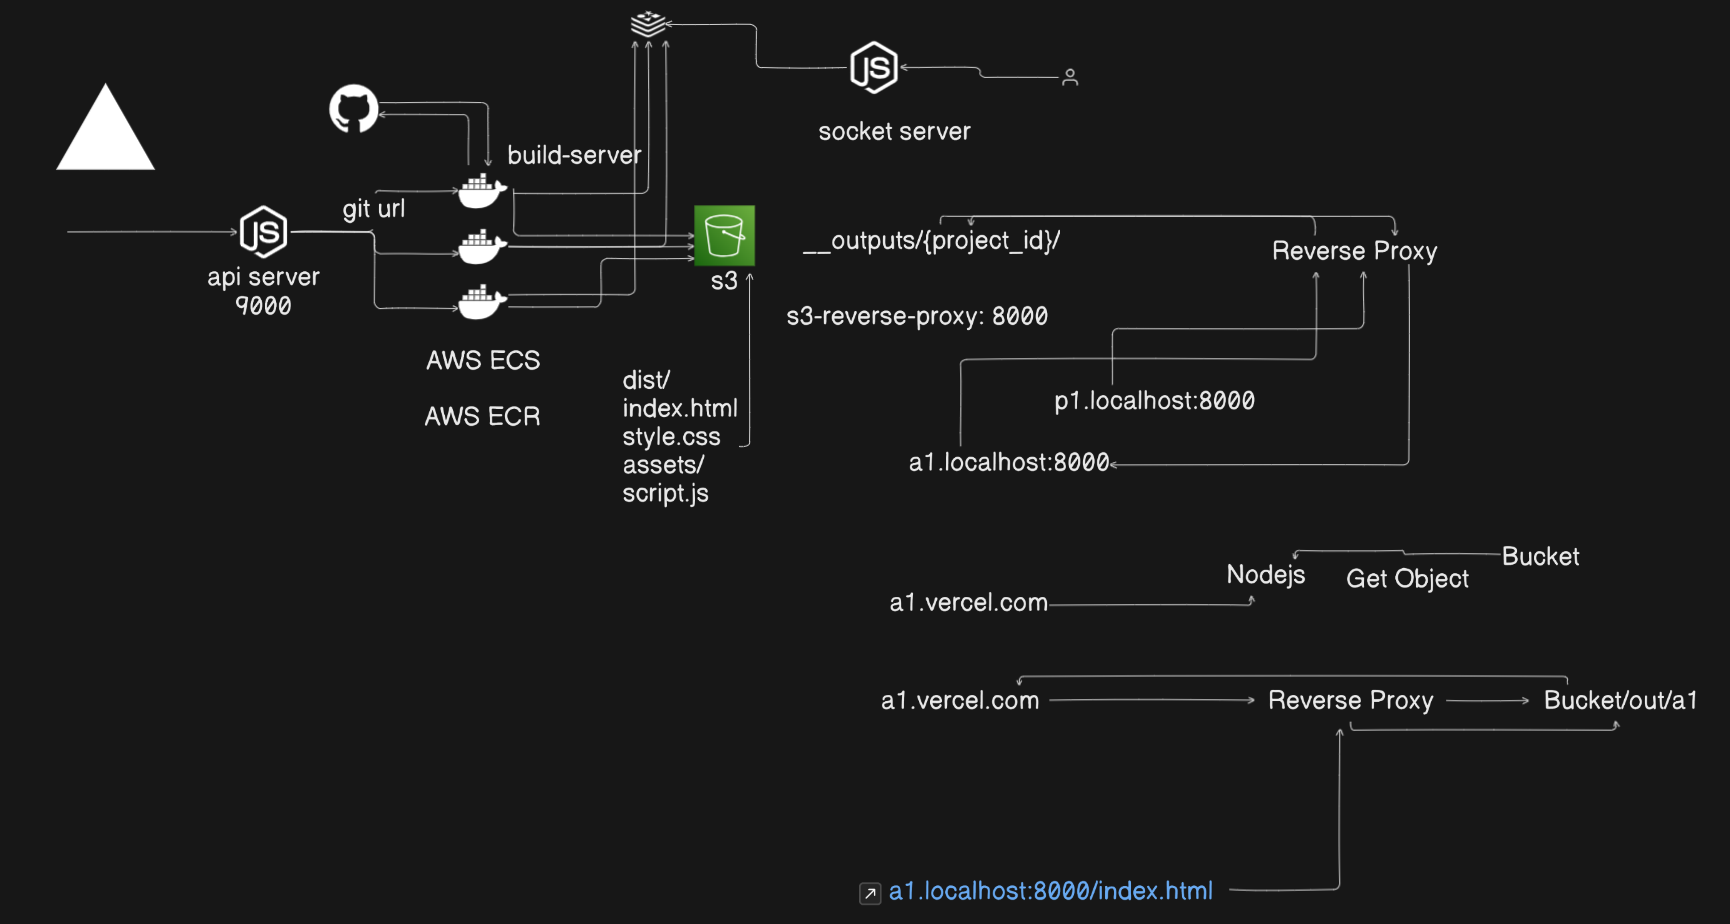 JS
socket server
build-server
git url
JS
api server
9000
s3
AWS ECS
AWS ECR
dist/
index.html
style.css
assets/
script.js
__outputs/{project_id}/
Reverse Proxy
s3-reverse-proxy: 8000
p1.localhost:8000
a1.localhost:8000
Bucket
Nodejs
Get Object
a1.vercel.com
a1.vercel.com
Reverse Proxy
Bucket/out/a1
a1.localhost:8000/index.html